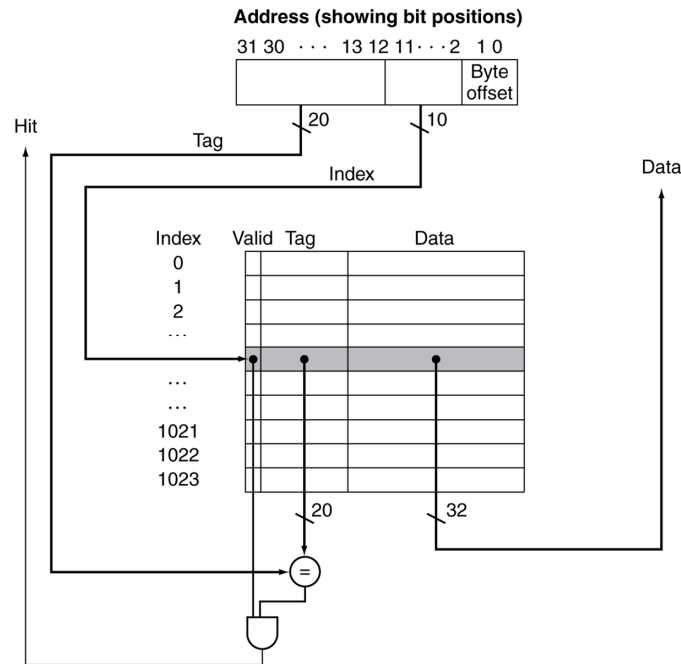 Address (showing bit positions)
31 30 · · · 13 12 11 · · · 2 1 0
Byte
offset
20
10
Hit
Tag
Index
Data
Index Valid Tag Data
0
1
2
...
...
...
1021
1022
1023
20
32
=